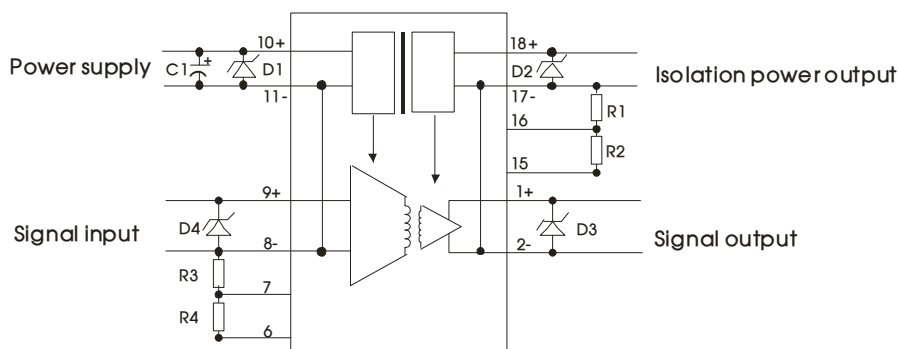 10+
18+
Power supply
C1
+
D1
D2
Isolation power output
11-
17-
R1
16
R2
15
9+
1+
Signal input
D4
D3
Signal output
8-
2-
R3
7
R4
6